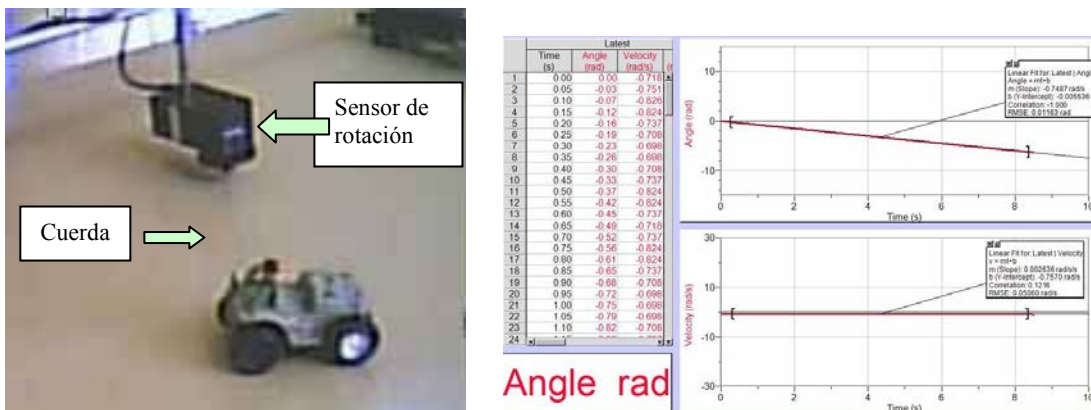 Sensor de
rotación
Cuerda
Latest
Time Angle Velocity
(s) (rad) (rad/s)
1 0.00 0.00 -0.718
2 0.05 -0.03 -0.751
3 0.10 -0.07 -0.826
4 0.15 -0.12 -0.824
5 0.20 -0.16 -0.737
6 0.25 -0.19 -0.708
7 0.30 -0.23 -0.698
8 0.35 -0.26 -0.698
9 0.40 -0.30 -0.708
10 0.45 -0.33 -0.737
11 0.50 -0.37 -0.824
12 0.55 -0.42 -0.824
13 0.60 -0.45 -0.737
14 0.65 -0.49 -0.718
15 0.70 -0.52 -0.737
16 0.75 -0.56 -0.824
17 0.80 -0.61 -0.824
18 0.85 -0.65 -0.737
19 0.90 -0.68 -0.708
20 0.95 -0.72 -0.698
21 1.00 -0.75 -0.698
22 1.05 -0.79 -0.698
23 1.10 -0.82 -0.708
24
Angle rad
Angle (rad)
10
0
-10
0 2 4 6 8 10
Time (s)
Linear Fit for: Latest | Angle
Angle = mt+b
m (Slope): -0.7487 rad/s
b (Y-Intercept): -0.005536
Correlation: -1.000
RMSE: 0.01163 rad
Velocity (rad/s)
30
10
-10
-30
0 2 4 6 8 10
Time (s)
Linear Fit for: Latest | Velocity
v = mt+b
m (Slope): 0.002636 rad/s
b (Y-Intercept): -0.7570 rad/s
Correlation: 0.1216
RMSE: 0.05060 rad/s